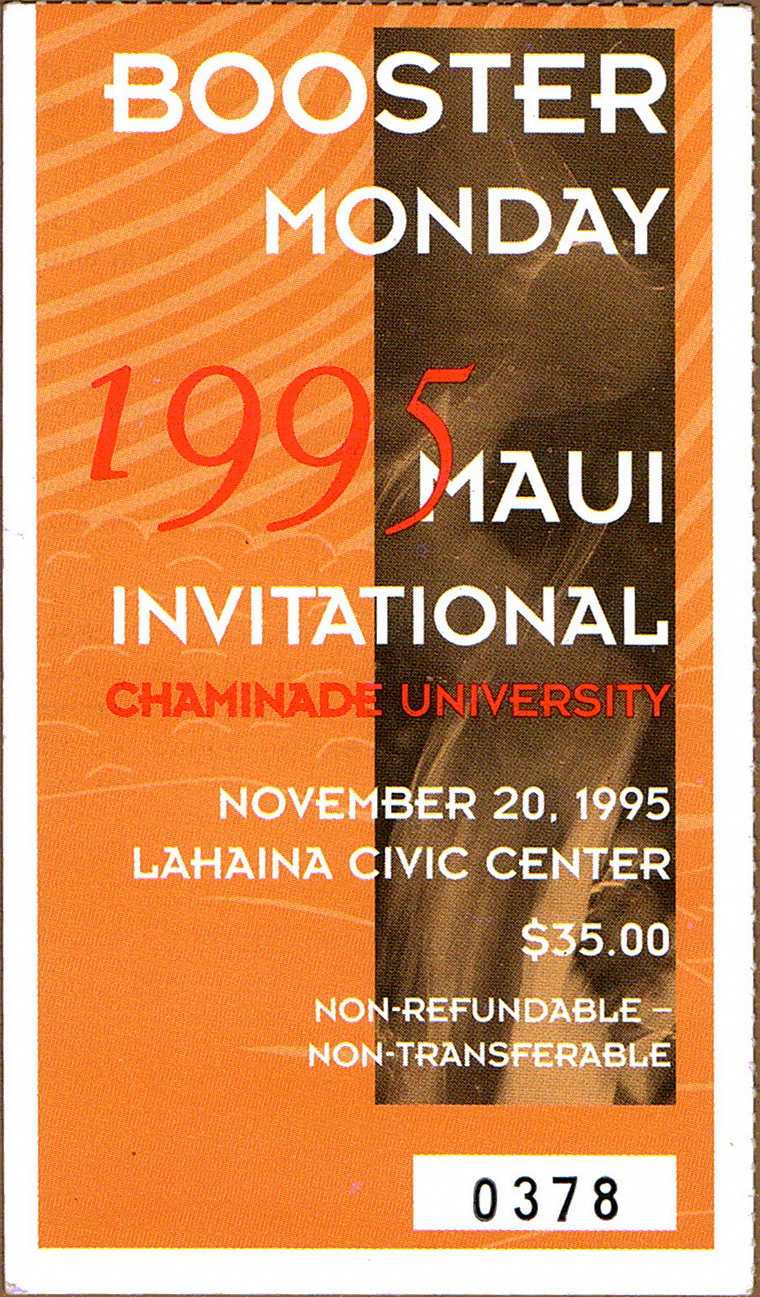 BOOSTER
MONDAY
1995 MAUI
INVITATIONAL
CHAMINADE UNIVERSITY
NOVEMBER 20, 1995
LAHAINA CIVIC CENTER
$35.00
NON-REFUNDABLE –
NON-TRANSFERABLE
0378